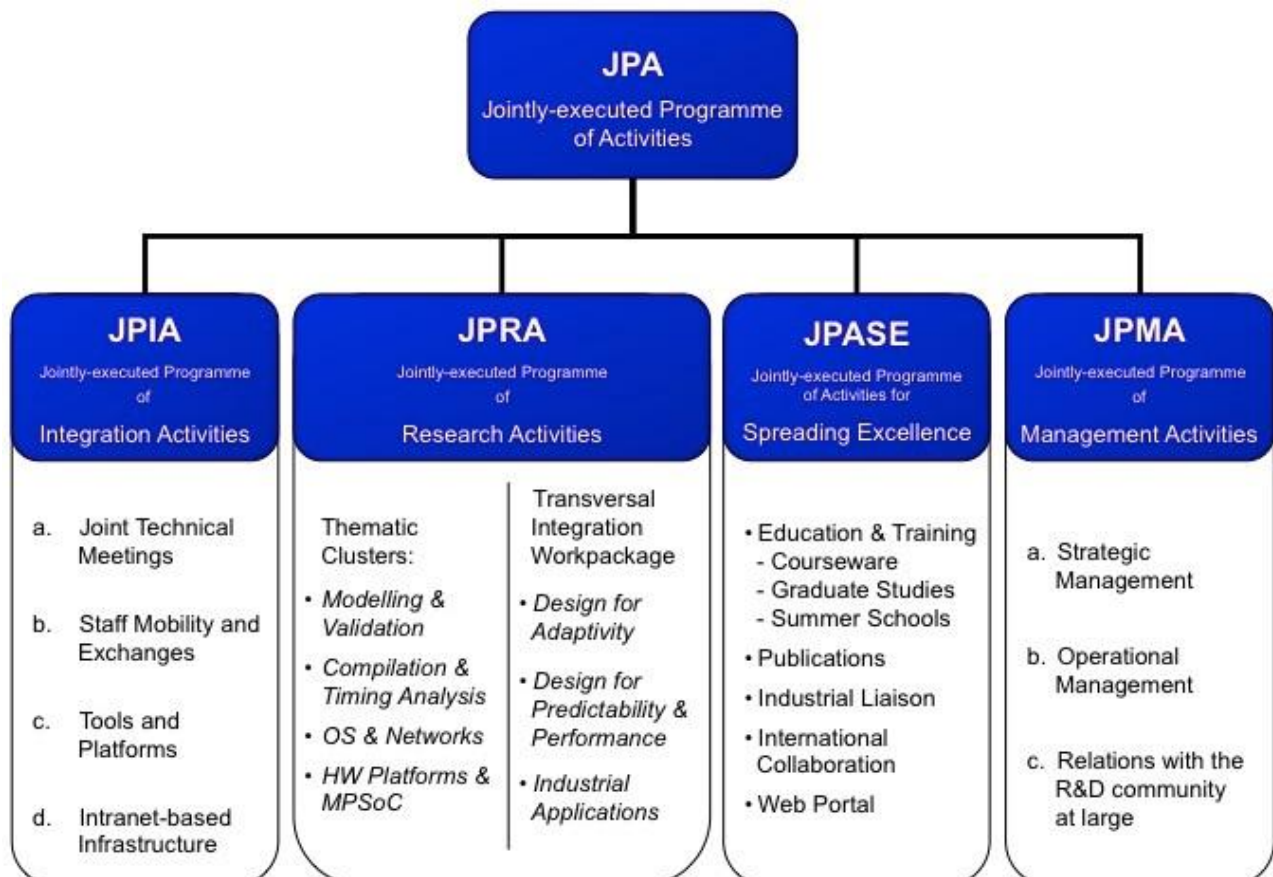 JPA
Jointly-executed Programme
of Activities
JPIA
Jointly-executed Programme
of
Integration Activities
a. Joint Technical
Meetings
b. Staff Mobility and
Exchanges
c. Tools and
Platforms
d. Intranet-based
Infrastructure
JPRA
Jointly-executed Programme
of
Research Activities
Thematic
Clusters:
• Modelling &
Validation
• Compilation &
Timing Analysis
• OS & Networks
• HW Platforms &
MPSoC
Transversal
Integration
Workpackage
• Design for
Adaptivity
• Design for
Predictability &
Performance
• Industrial
Applications
JPASE
Jointly-executed Programme
of Activities for
Spreading Excellence
• Education & Training
- Courseware
- Graduate Studies
- Summer Schools
• Publications
• Industrial Liaison
• International
Collaboration
• Web Portal
JPMA
Jointly-executed Programme
of
Management Activities
a. Strategic
Management
b. Operational
Management
c. Relations with the
R&D community
at large